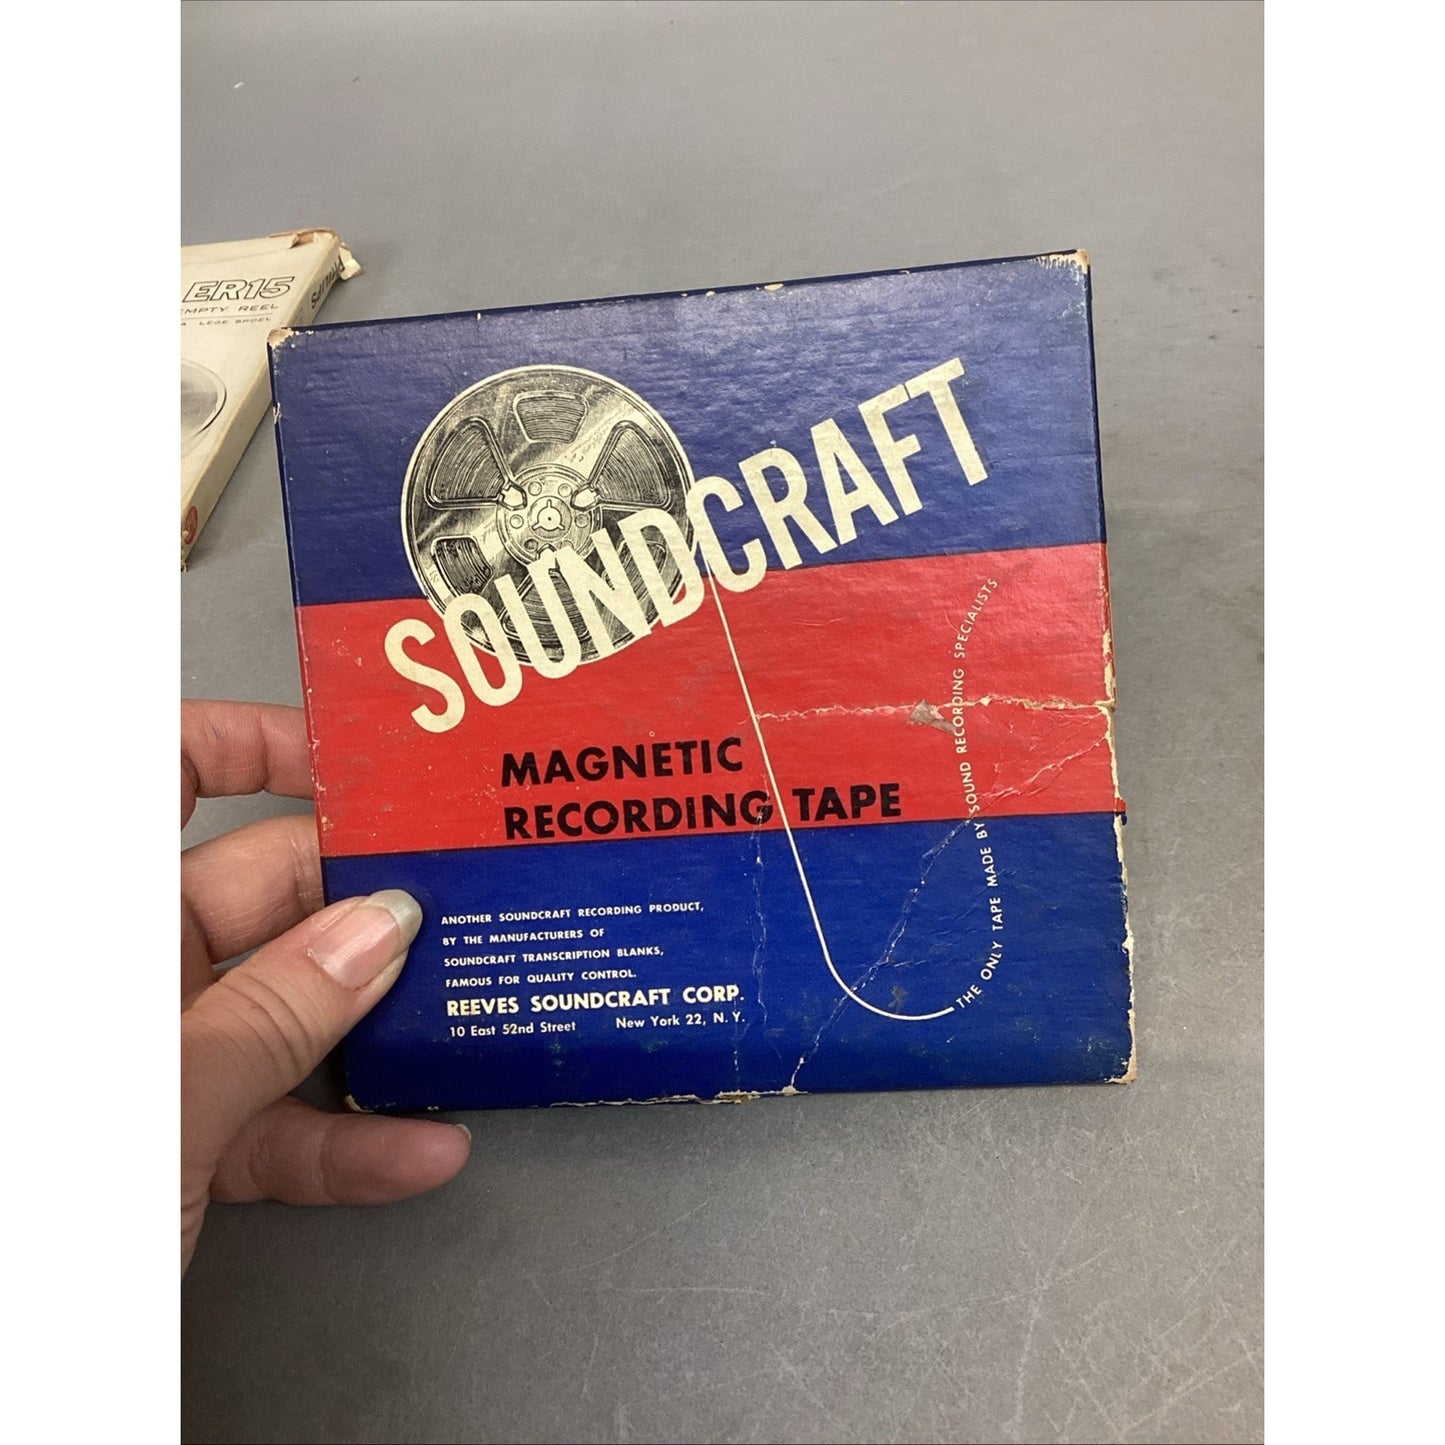 ER15
EMPTY REEL
LEGE SPOEL
PHILIPS
SOUNDCRAFT
MAGNETIC
RECORDING TAPE
ANOTHER SOUNDCRAFT RECORDING PRODUCT,
BY THE MANUFACTURERS OF
SOUNDCRAFT TRANSCRIPTION BLANKS,
FAMOUS FOR QUALITY CONTROL.
REEVES SOUNDCRAFT CORP.
10 East 52nd Street New York 22, N. Y.
THE ONLY TAPE MADE BY SOUND RECORDING SPECIALISTS